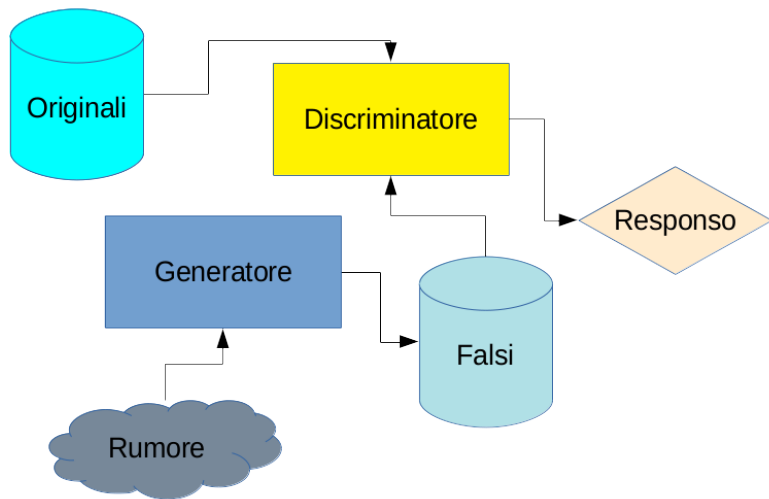 Originali
Discriminatore
Responso
Generatore
Falsi
Rumore